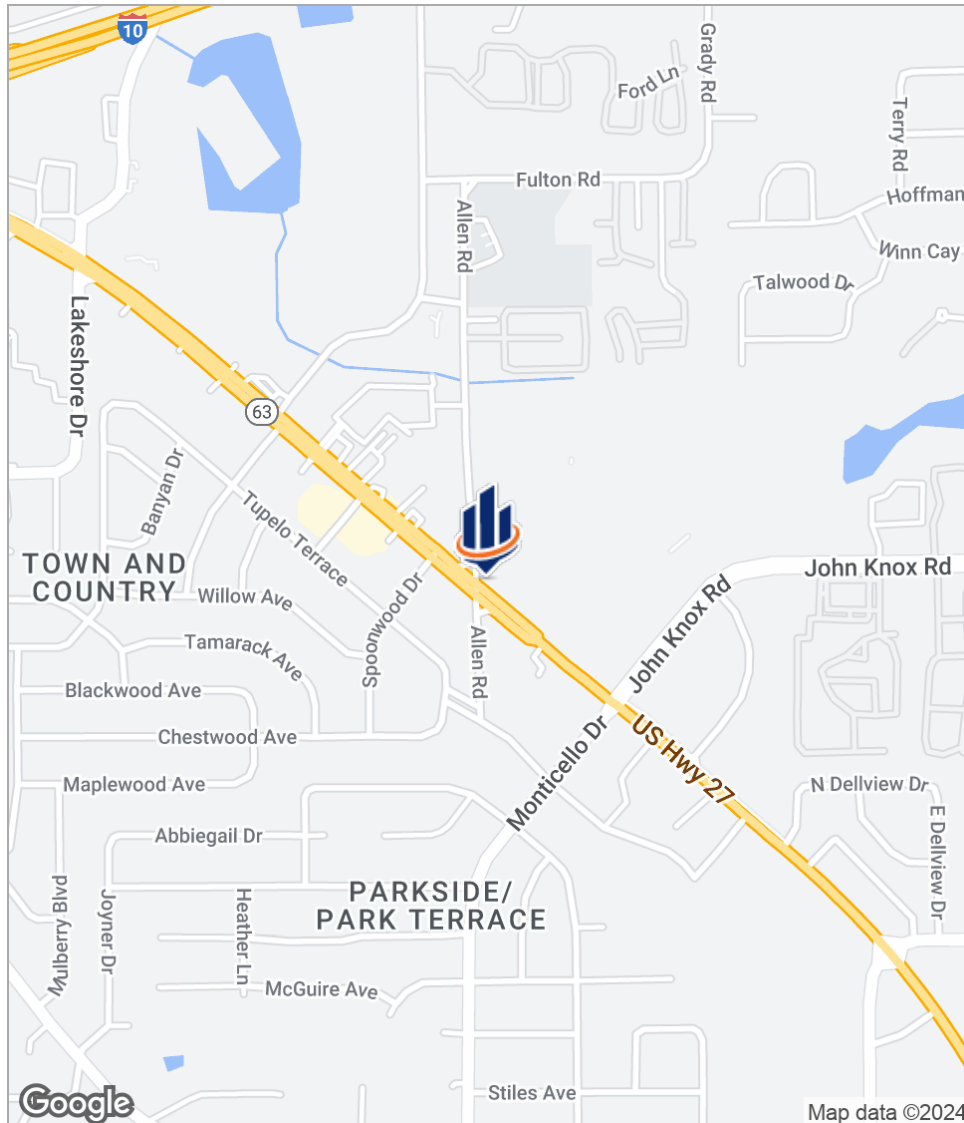 10
Ford Ln
Grady Rd
Terry Rd
Fulton Rd
Hoffman
Allen Rd
Winn Cay
Talwood Dr
Lakeshore Dr
63
Banyan Dr
Tupelo Terrace
TOWN AND
COUNTRY
John Knox Rd
Willow Ave
Sonwood Dr
John Knox Rd
Tamarack Ave
Allen Rd
Blackwood Ave
Chestwood Ave
Monticello Dr
US Hwy 27
Maplewood Ave
N Dellview Dr
Abbiegail Dr
E Dellview Dr
PARKSIDE/
PARK TERRACE
Mulberry Blvd
Joyner Dr
Heather Ln
McGuire Ave
Stiles Ave
Google
Map data ©2024